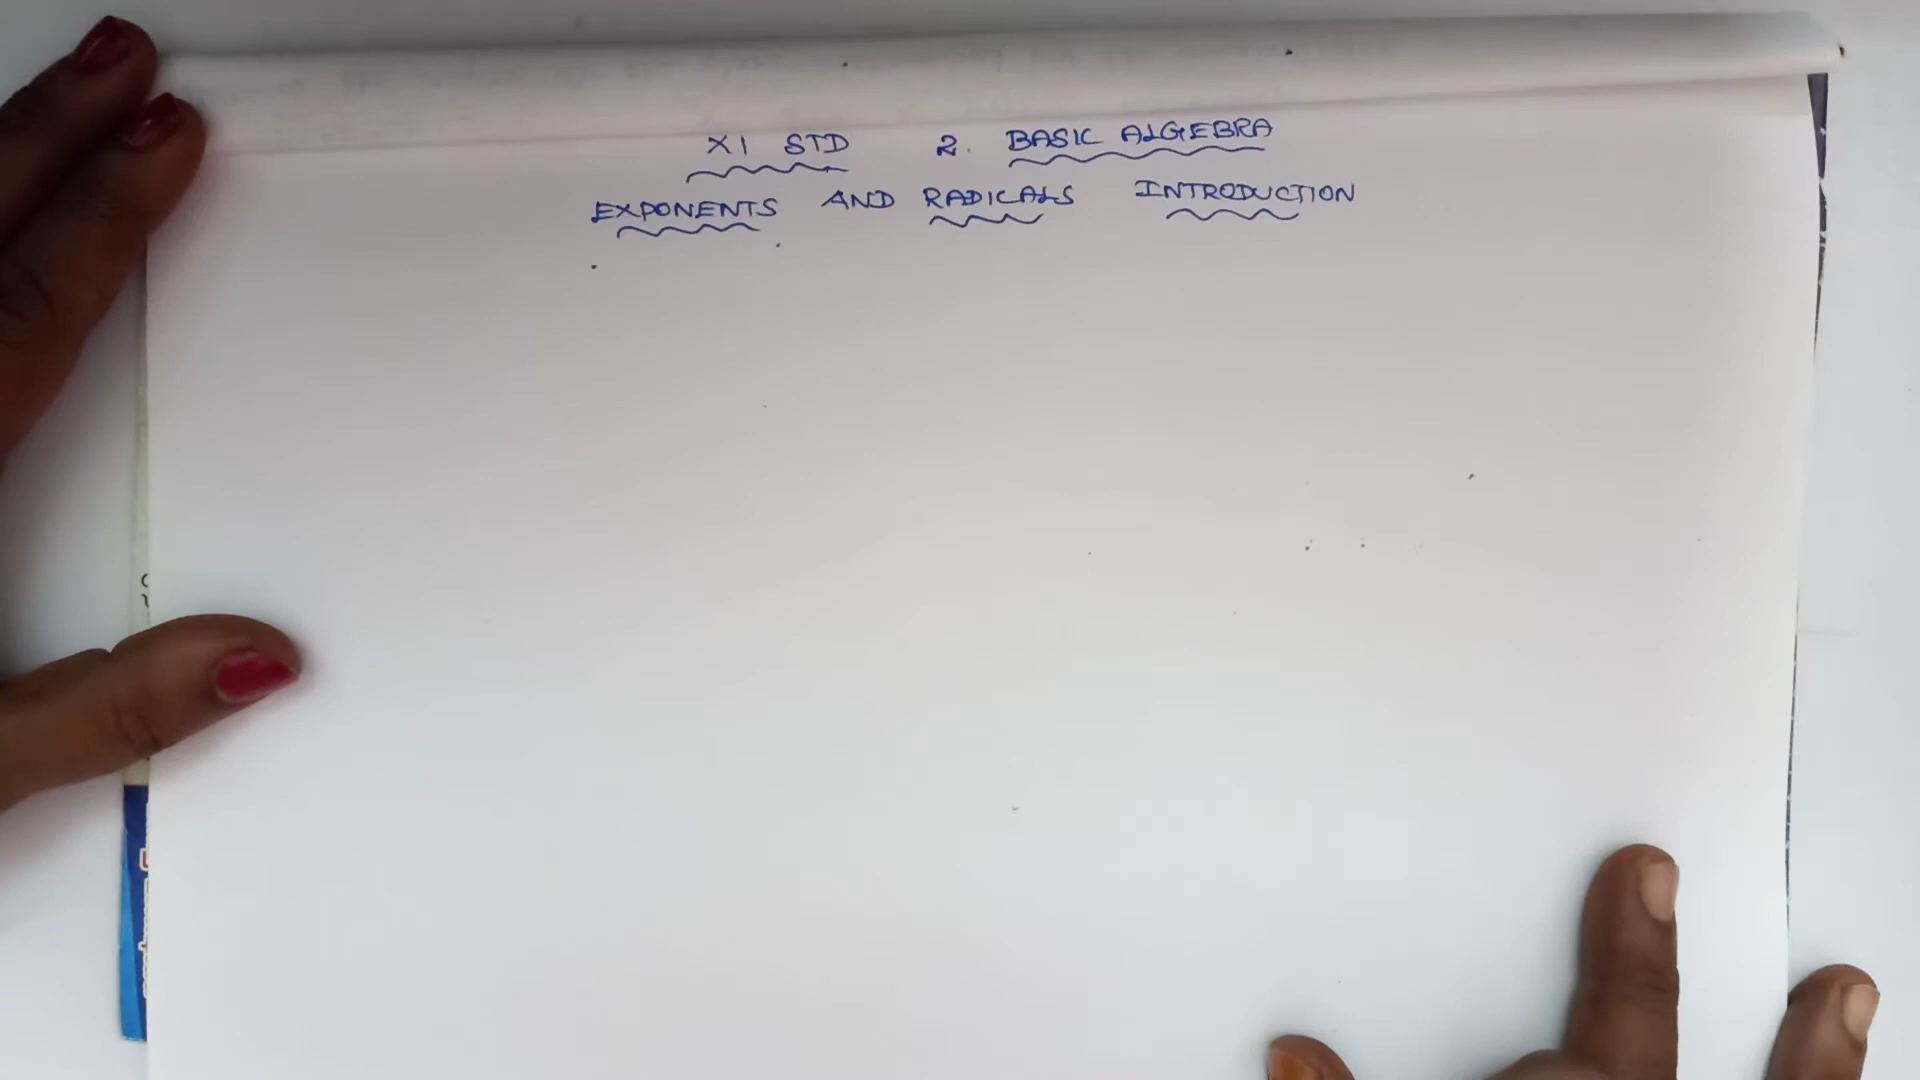 XI STD 2. BASIC ALGEBRA
EXPONENTS AND RADICALS INTRODUCTION